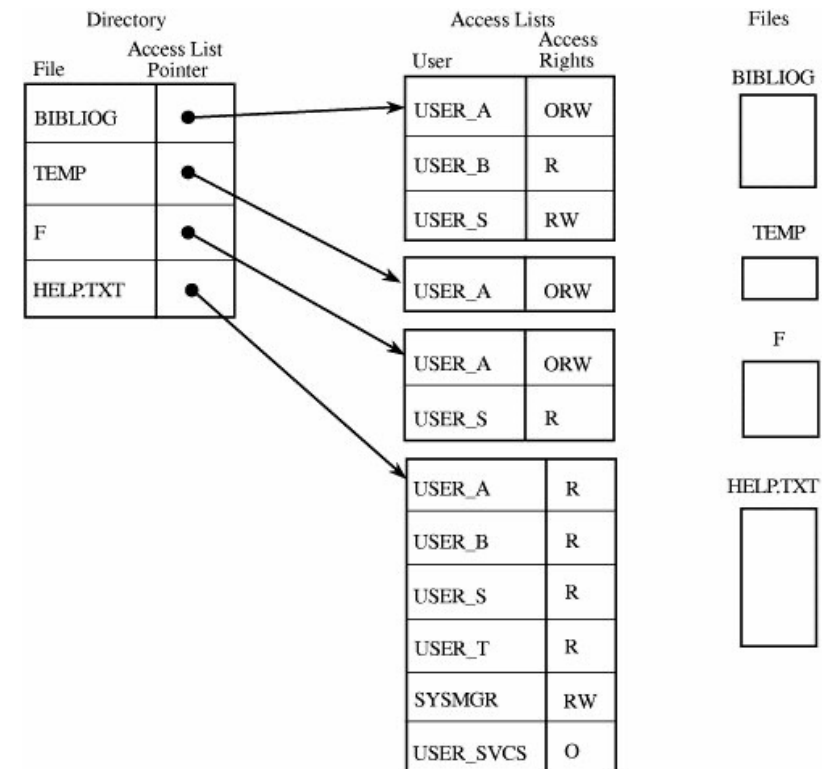 Directory
File
Access List
Pointer
BIBLIOG
TEMP
F
HELP.TXT
Access Lists
User
Access
Rights
USER_A ORW
USER_B R
USER_S RW
USER_A ORW
USER_A ORW
USER_S R
USER_A R
USER_B R
USER_S R
USER_T R
SYSMGR RW
USER_SVCS O
Files
BIBLIOG
TEMP
F
HELP.TXT